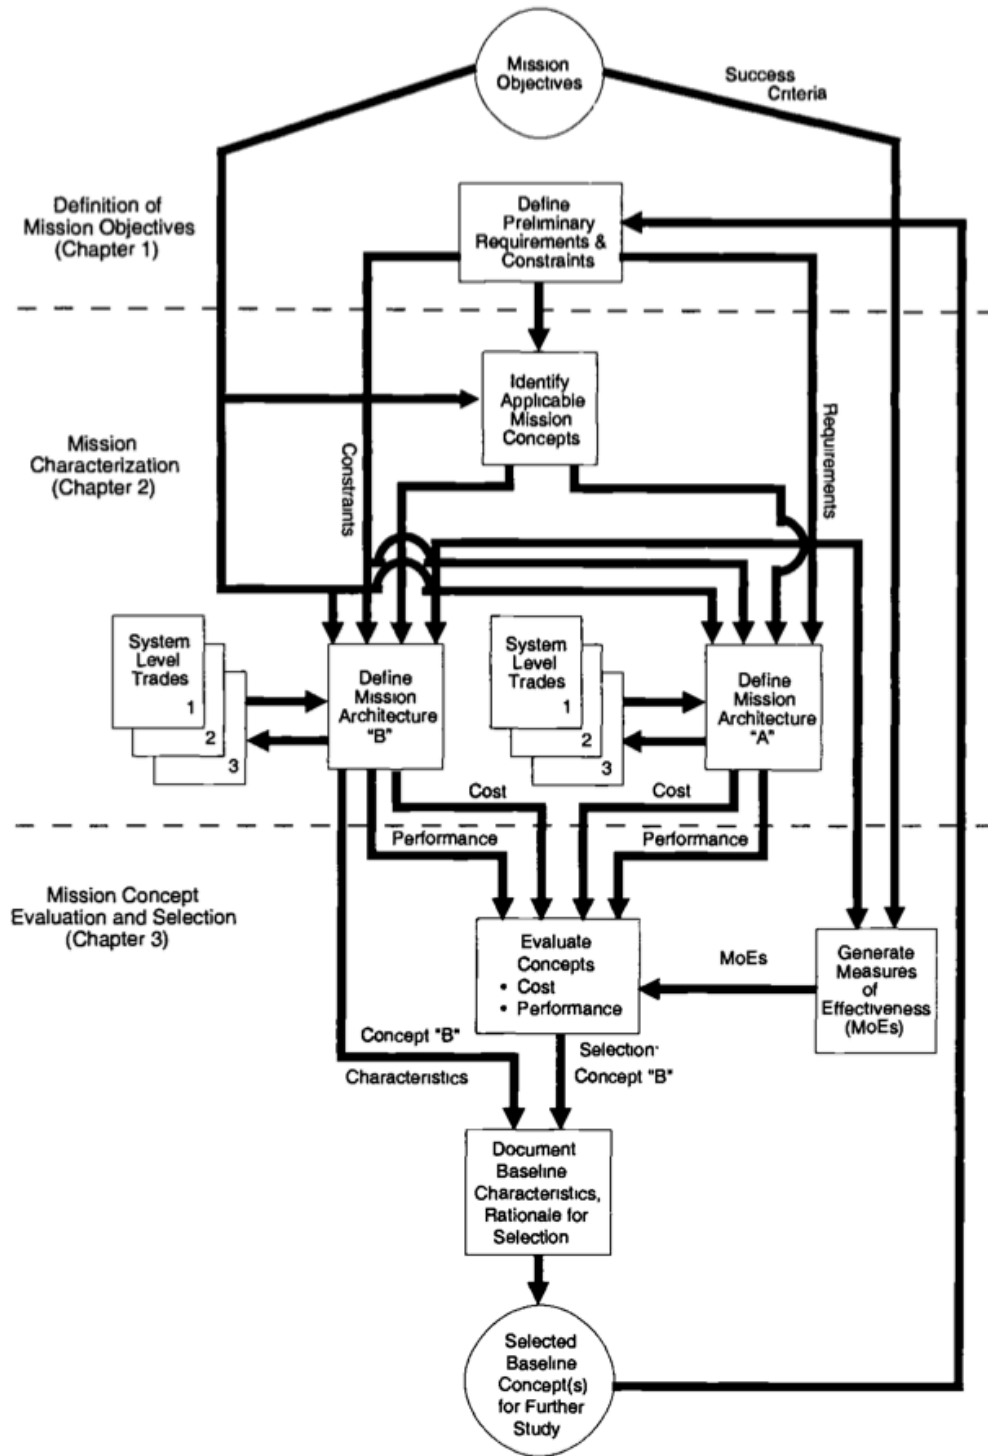 Mission
Objectives
Success
Criteria
Definition of
Mission Objectives
(Chapter 1)
Define
Preliminary
Requirements &
Constraints
Identify
Applicable
Mission
Concepts
Mission
Characterization
(Chapter 2)
Constraints
Requirements
System
Level
Trades
1
2
3
Define
Mission
Architecture
"B"
System
Level
Trades
1
2
3
Define
Mission
Architecture
"A"
Cost
Cost
Performance
Performance
Mission Concept
Evaluation and Selection
(Chapter 3)
Evaluate
Concepts
• Cost
• Performance
MoEs
Generate
Measures
of
Effectiveness
(MoEs)
Concept "B"
Characteristics
Selection·
Concept "B"
Document
Baseline
Characteristics,
Rationale for
Selection
Selected
Baseline
Concept(s)
for Further
Study